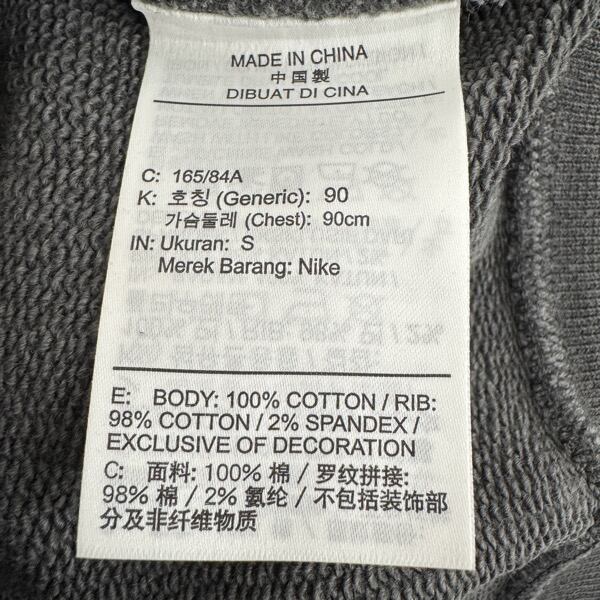 MADE IN CHINA
中国製
DIBUAT DI CINA
C: 165/84A
K: 호칭 (Generic): 90
가슴둘레 (Chest): 90cm
IN: Ukuran: S
Merek Barang: Nike
E: BODY: 100% COTTON / RIB:
98% COTTON / 2% SPANDEX /
EXCLUSIVE OF DECORATION
C: 面料: 100% 棉 / 罗纹拼接:
98% 棉 / 2% 氨纶 / 不包括装饰部
分及非纤维物质